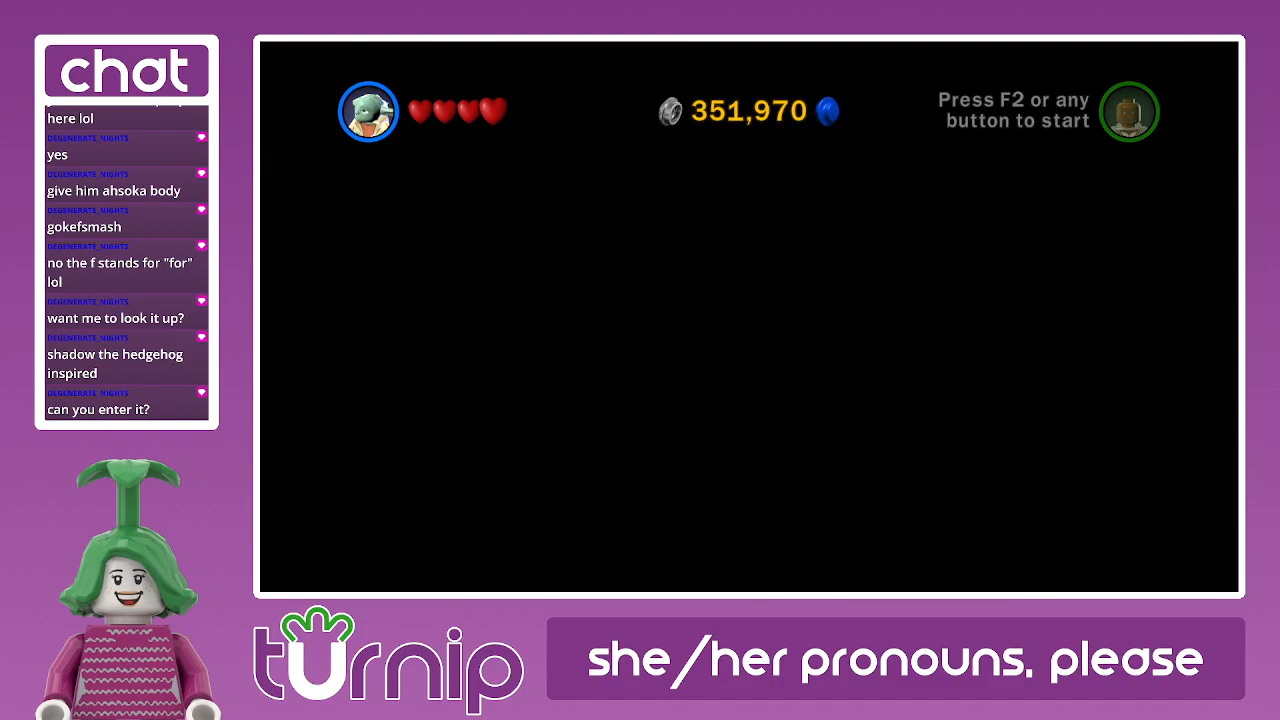 chat
here lol
DEGENERATE_NIGHTS
yes
DEGENERATE_NIGHTS
give him ahsoka body
DEGENERATE_NIGHTS
gokefsmash
DEGENERATE_NIGHTS
no the f stands for "for"
lol
DEGENERATE_NIGHTS
want me to look it up?
DEGENERATE_NIGHTS
shadow the hedgehog
inspired
DEGENERATE_NIGHTS
can you enter it?
351,970
Press F2 or any
button to start
turnip
she/her pronouns, please